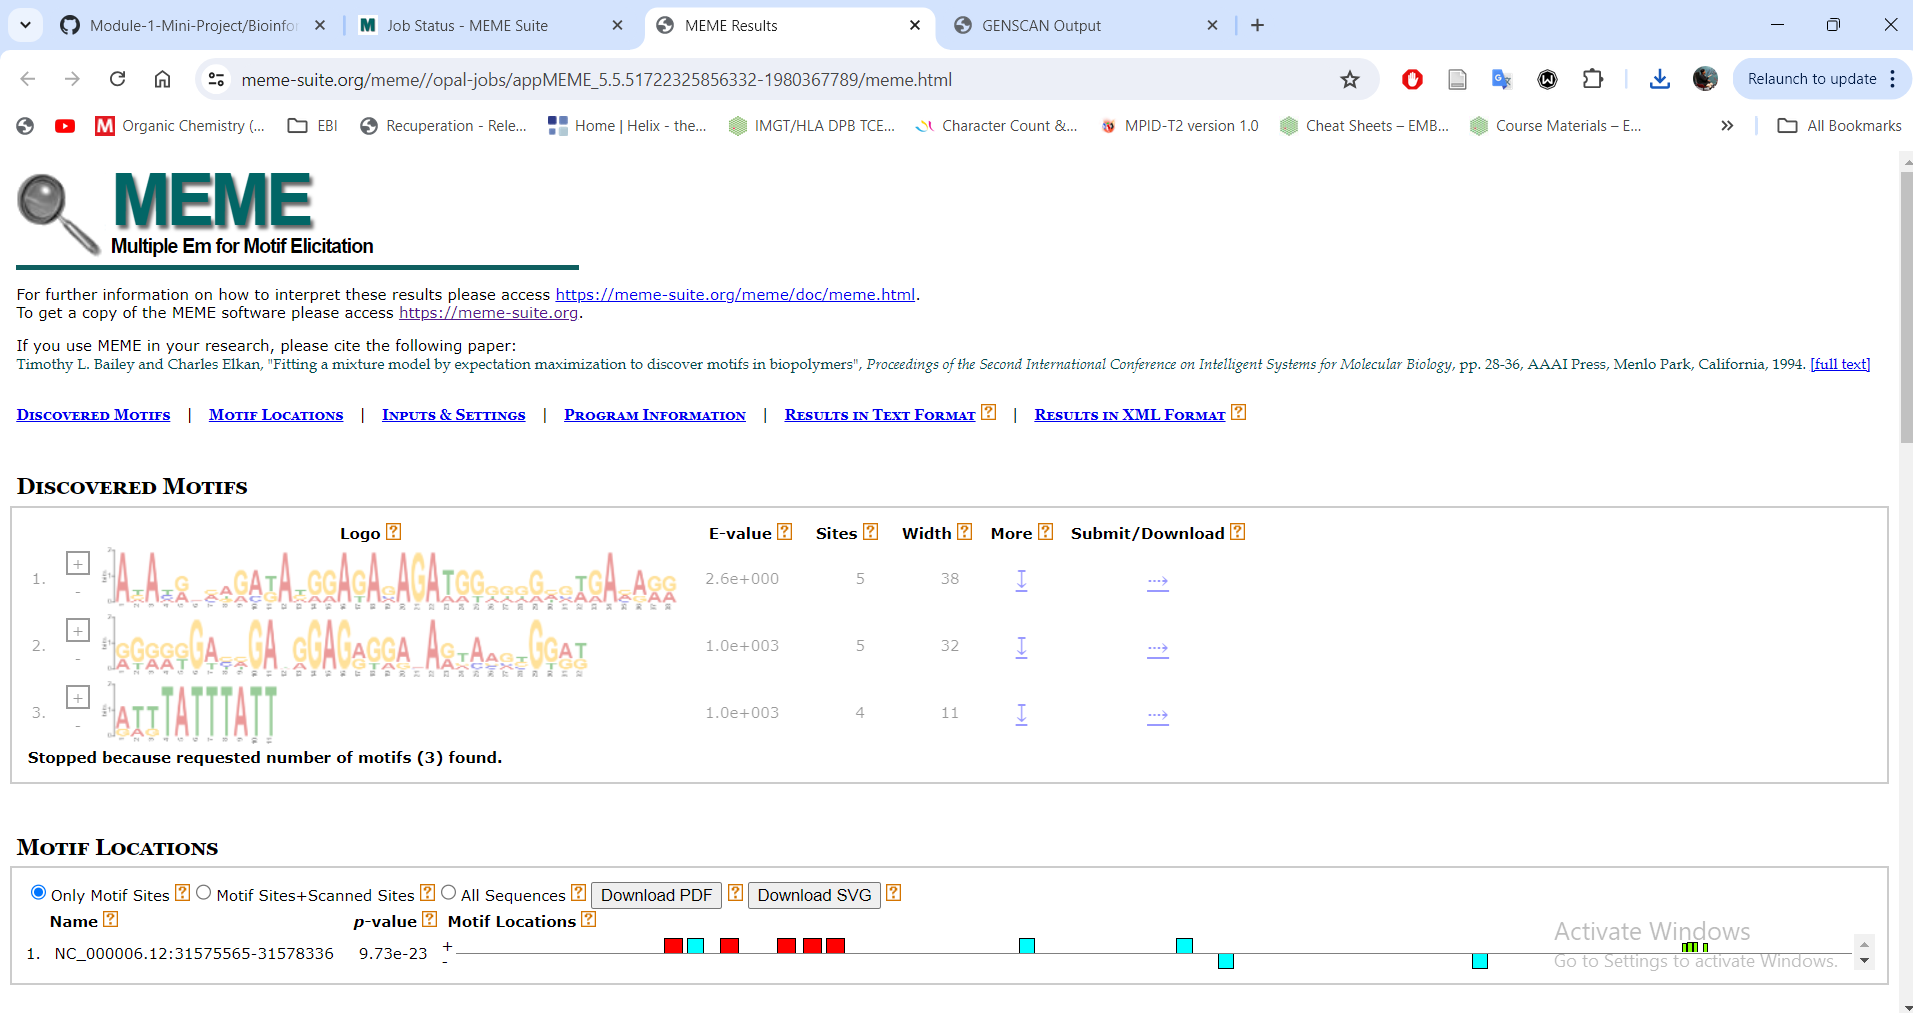 Module-1-Mini-Project/Bioinfor
Job Status - MEME Suite
MEME Results
GENSCAN Output
meme-suite.org/meme//opal-jobs/appMEME_5.5.51722325856332-1980367789/meme.html
Relaunch to update
Organic Chemistry (...
EBI
Recuperation - Rele...
Home | Helix - the...
IMGT/HLA DPB TCE...
Character Count &...
MPID-T2 version 1.0
Cheat Sheets – EMB...
Course Materials – E...
All Bookmarks
MEME
Multiple Em for Motif Elicitation
For further information on how to interpret these results please access https://meme-suite.org/meme/doc/meme.html.
To get a copy of the MEME software please access https://meme-suite.org.
If you use MEME in your research, please cite the following paper:
Timothy L. Bailey and Charles Elkan, "Fitting a mixture model by expectation maximization to discover motifs in biopolymers", Proceedings of the Second International Conference on Intelligent Systems for Molecular Biology, pp. 28-36, AAAI Press, Menlo Park, California, 1994. [full text]
Discovered Motifs | Motif Locations | Inputs & Settings | Program Information | Results in Text Format ? | Results in XML Format ?
Discovered Motifs
Logo ? E-value ? Sites ? Width ? More ? Submit/Download ?
1. + - 2.6e+000 5 38 ↧ ⇢
2. + - 1.0e+003 5 32 ↧ ⇢
3. + - TATTTATT 1.0e+003 4 11 ↧ ⇢
Stopped because requested number of motifs (3) found.
Motif Locations
Only Motif Sites ? Motif Sites+Scanned Sites ? All Sequences ? Download PDF ? Download SVG ?
Name ? p-value ? Motif Locations ?
1. NC_000006.12:31575565-31578336 9.73e-23 + -
Activate Windows
Go to Settings to activate Windows.